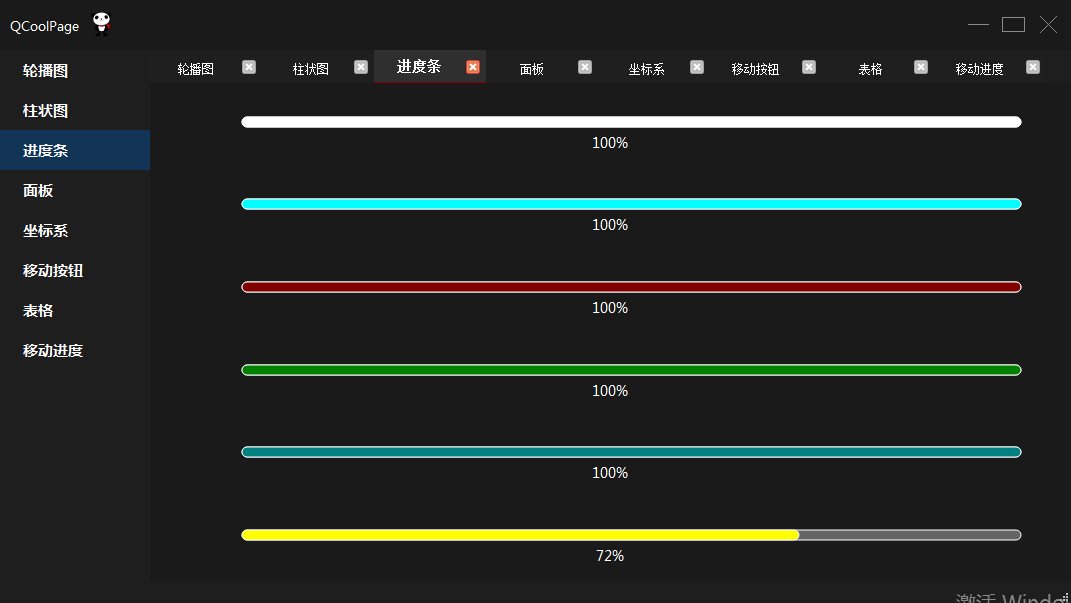 QCoolPage
轮播图
柱状图
进度条
面板
坐标系
移动按钮
表格
移动进度
轮播图 柱状图 进度条 面板 坐标系 移动按钮 表格 移动进度
100%
100%
100%
100%
100%
72%
激活 Windo